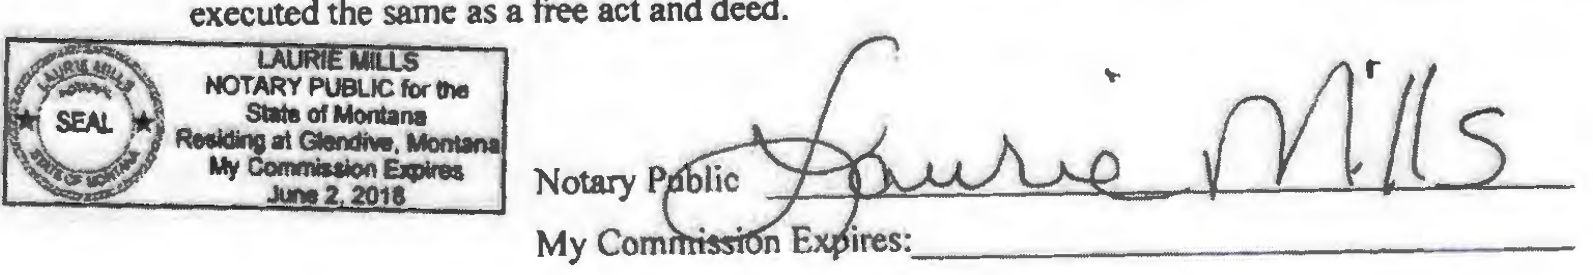 executed the same as a free act and deed.
LAURIE MILLS
NOTARIAL
SEAL
STATE OF MONTANA
LAURIE MILLS
NOTARY PUBLIC for the
State of Montana
Residing at Glendive, Montana
My Commission Expires
June 2, 2018
Notary Public Laurie Mills
My Commission Expires: